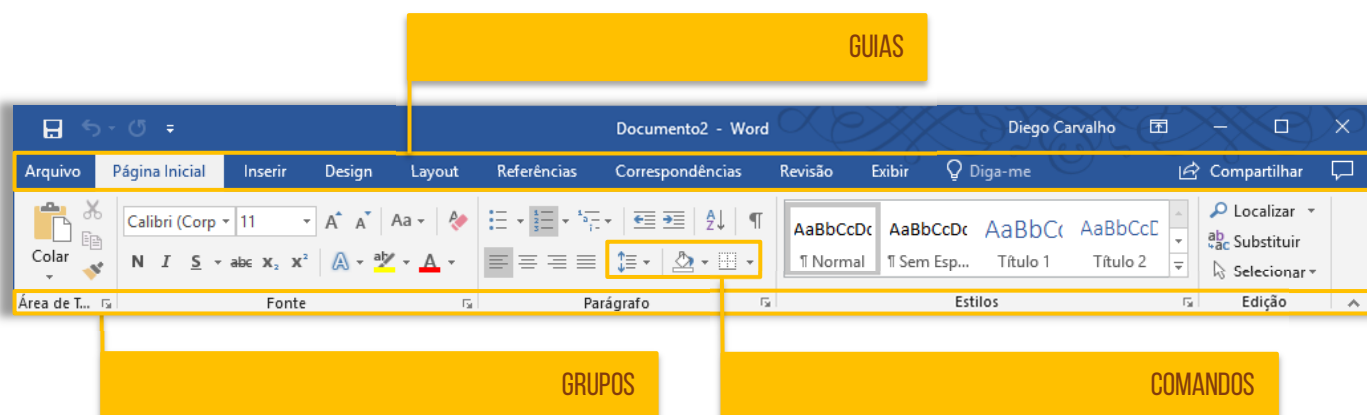 GUIAS
Documento2 - Word Diego Carvalho
Arquivo Página Inicial Inserir Design Layout Referências Correspondências Revisão Exibir Diga-me Compartilhar
Calibri (Corp 11 A A Aa A
Colar
N I S abc X₂ X² A ab A
AaBbCcDc AaBbCcDc AaBbC( AaBbCcC
¶ Normal ¶ Sem Esp... Título 1 Título 2
Localizar
Substituir
Selecionar
Área de T... Fonte Parágrafo Estilos Edição
GRUPOS COMANDOS